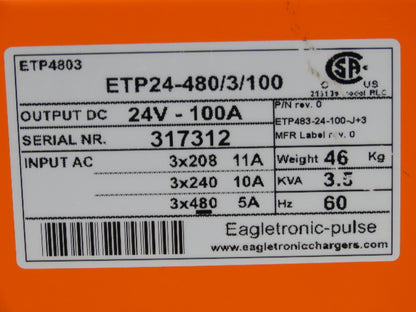 ETP4803
ETP24-480/3/100
C US
OUTPUT DC 24V - 100A
P/N rev. 0
ETP483-24-100-J+3
SERIAL NR. 317312
MFR Label rev. 0
INPUT AC 3x208 11A
Weight 46 Kg
3x240 10A
KVA 3.5
3x480 5A
Hz 60
Eagletronic-pulse
www.eagletronicchargers.com